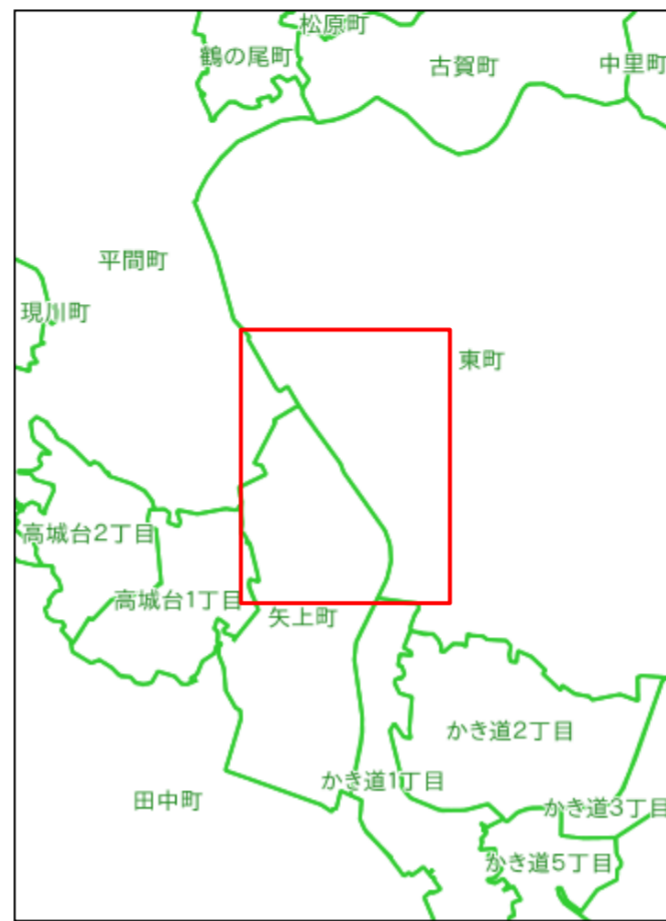 松原町
鶴の尾町
古賀町
中里町
平間町
現川町
東町
高城台2丁目
高城台1丁目
矢上町
かき道2丁目
かき道1丁目
田中町
かき道3丁目
かき道5丁目